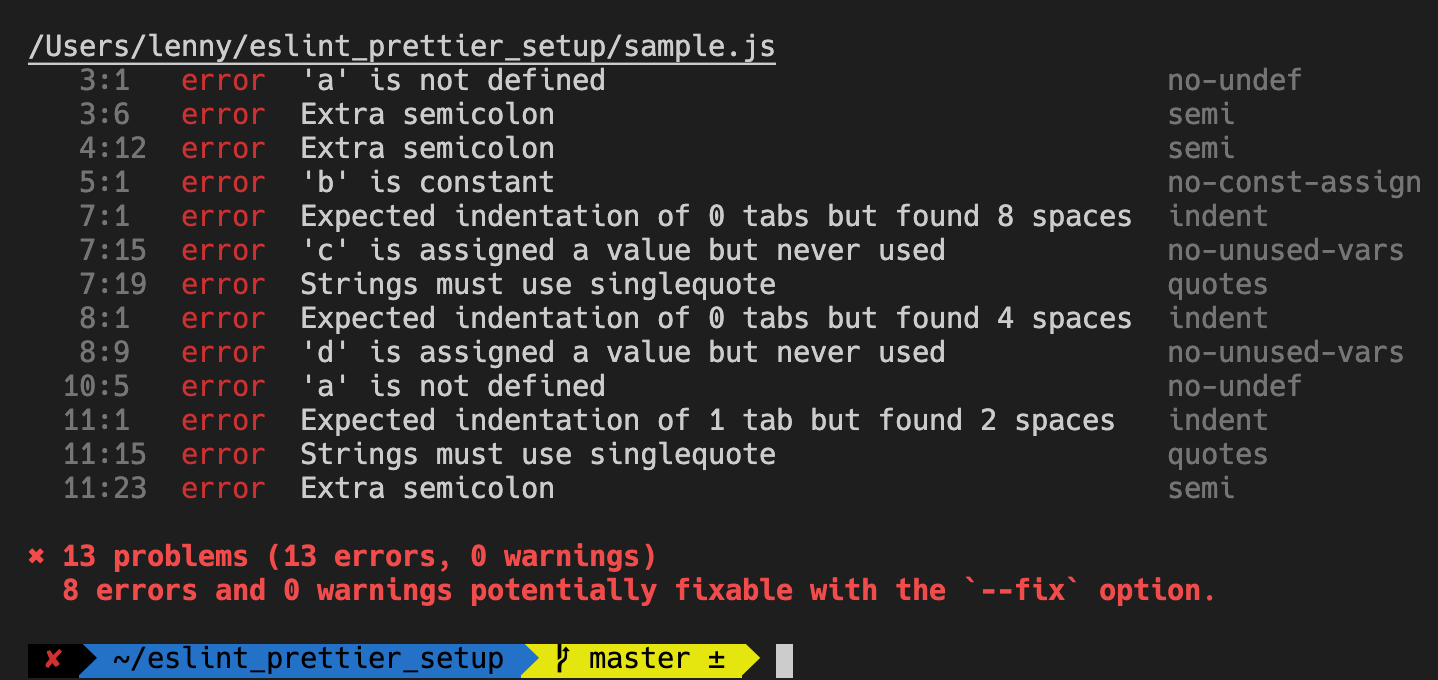 /Users/lenny/eslint_prettier_setup/sample.js
3:1 error 'a' is not defined no-undef
3:6 error Extra semicolon semi
4:12 error Extra semicolon semi
5:1 error 'b' is constant no-const-assign
7:1 error Expected indentation of 0 tabs but found 8 spaces indent
7:15 error 'c' is assigned a value but never used no-unused-vars
7:19 error Strings must use singlequote quotes
8:1 error Expected indentation of 0 tabs but found 4 spaces indent
8:9 error 'd' is assigned a value but never used no-unused-vars
10:5 error 'a' is not defined no-undef
11:1 error Expected indentation of 1 tab but found 2 spaces indent
11:15 error Strings must use singlequote quotes
11:23 error Extra semicolon semi
✖ 13 problems (13 errors, 0 warnings)
8 errors and 0 warnings potentially fixable with the `--fix` option.
✘ ~/eslint_prettier_setup master ±